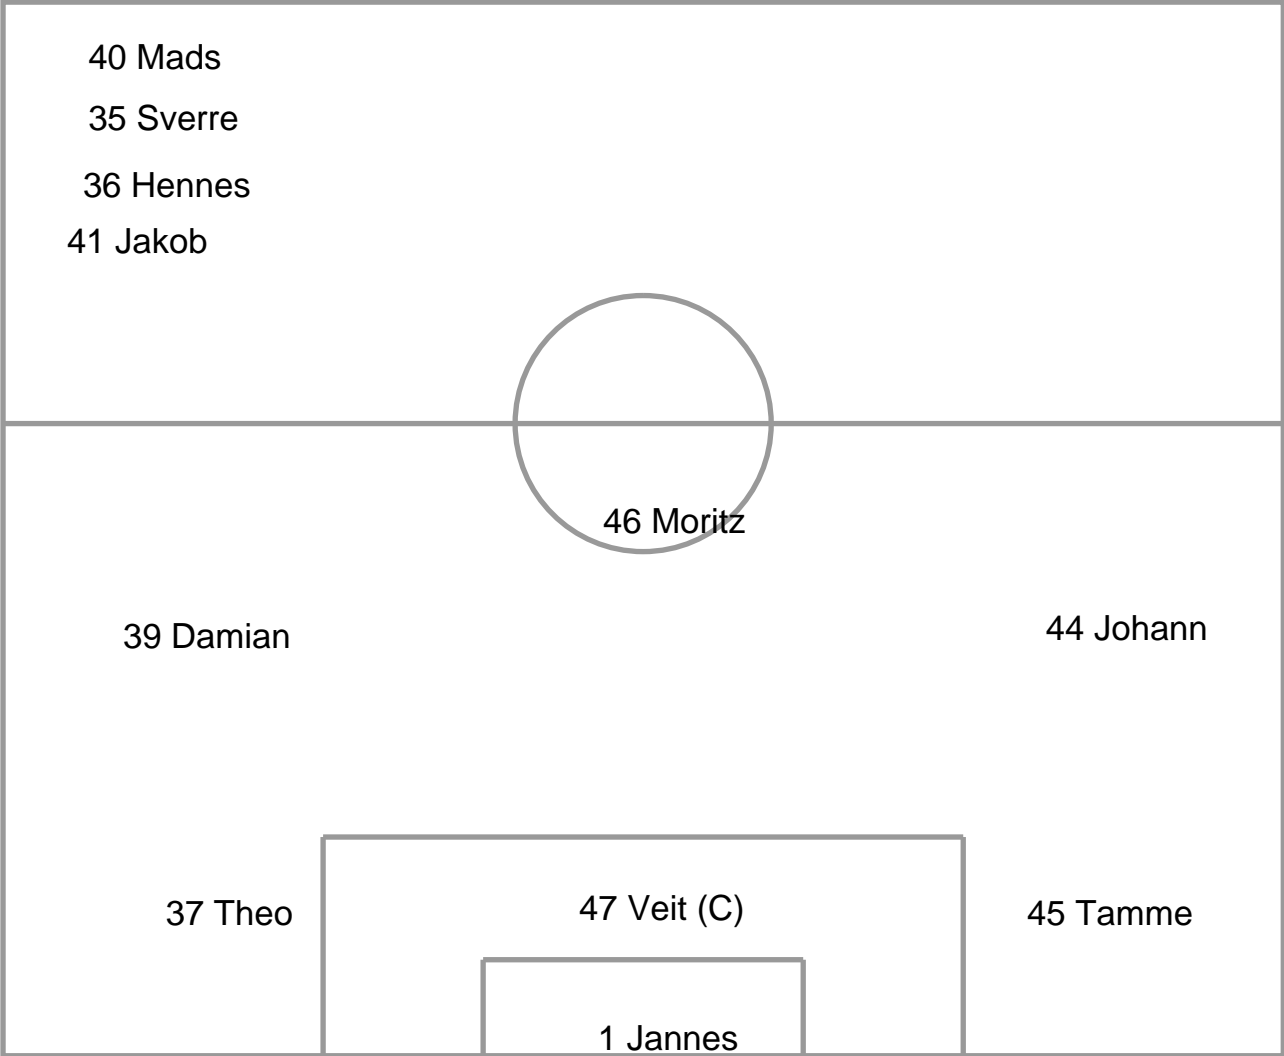 40 Mads
35 Sverre
36 Hennes
41 Jakob
46 Moritz
39 Damian
44 Johann
37 Theo
47 Veit (C)
45 Tamme
1 Jannes